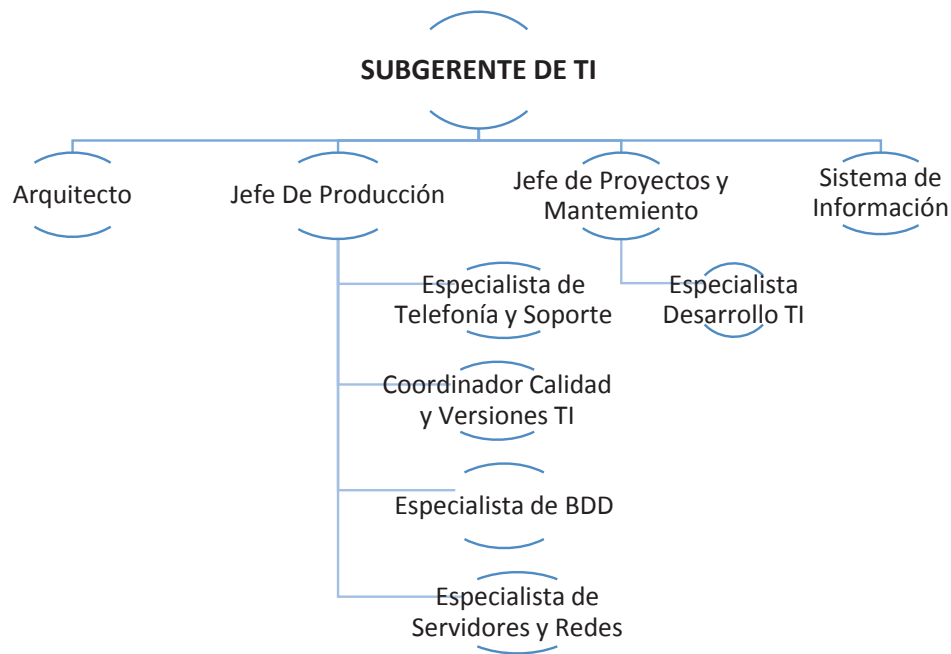 SUBGERENTE DE TI
Arquitecto
Jefe De Producción
Jefe de Proyectos y
Mantemiento
Sistema de
Información
Especialista de
Telefonía y Soporte
Especialista
Desarrollo TI
Coordinador Calidad
y Versiones TI
Especialista de BDD
Especialista de
Servidores y Redes